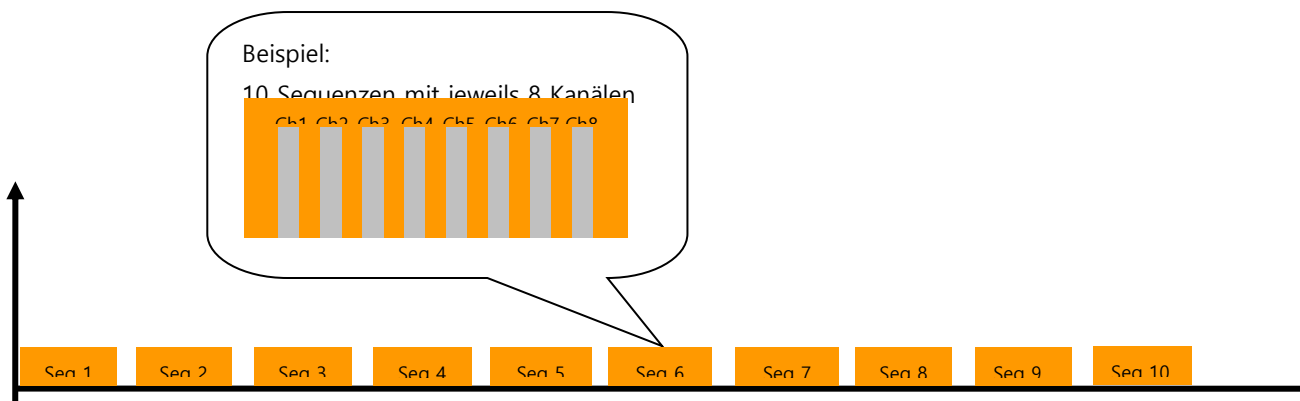 Beispiel:
10 Sequenzen mit jeweils 8 Kanälen
Ch1 Ch2 Ch3 Ch4 Ch5 Ch6 Ch7 Ch8
Seq 1 Seq 2 Seq 3 Seq 4 Seq 5 Seq 6 Seq 7 Seq 8 Seq 9 Seq 10